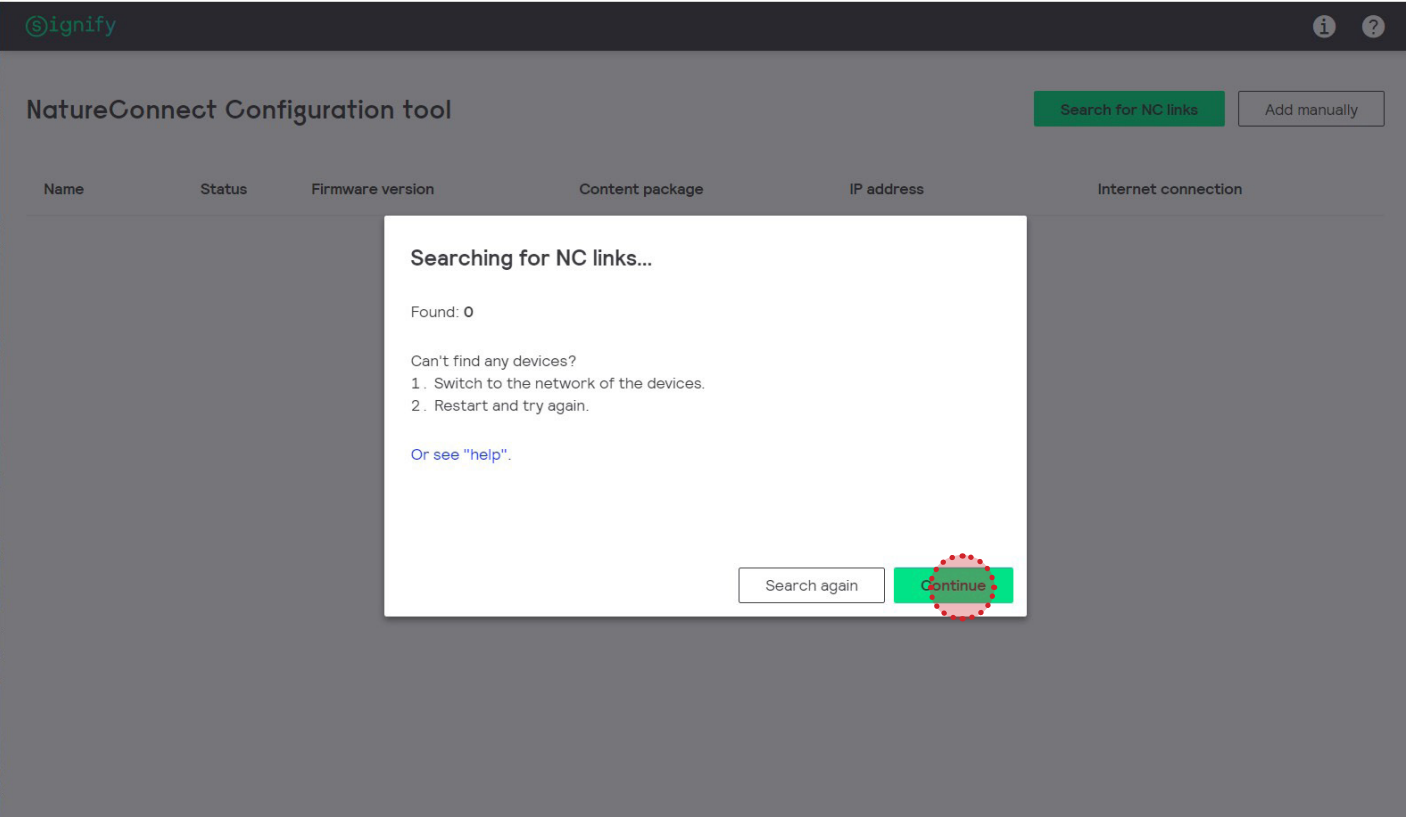 signify
i ?
NatureConnect Configuration tool
Search for NC links
Add manually
Name Status Firmware version Content package IP address Internet connection
Searching for NC links...
Found: 0
Can't find any devices?
1. Switch to the network of the devices.
2. Restart and try again.
Or see "help".
Search again
Continue